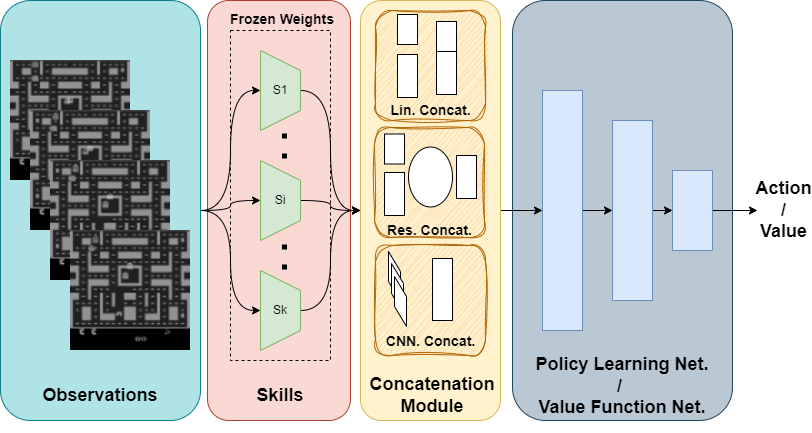 Frozen Weights
S1
Si
Sk
Lin. Concat.
Res. Concat.
CNN. Concat.
Action
/
Value
Observations
Skills
Concatenation
Module
Policy Learning Net.
/
Value Function Net.